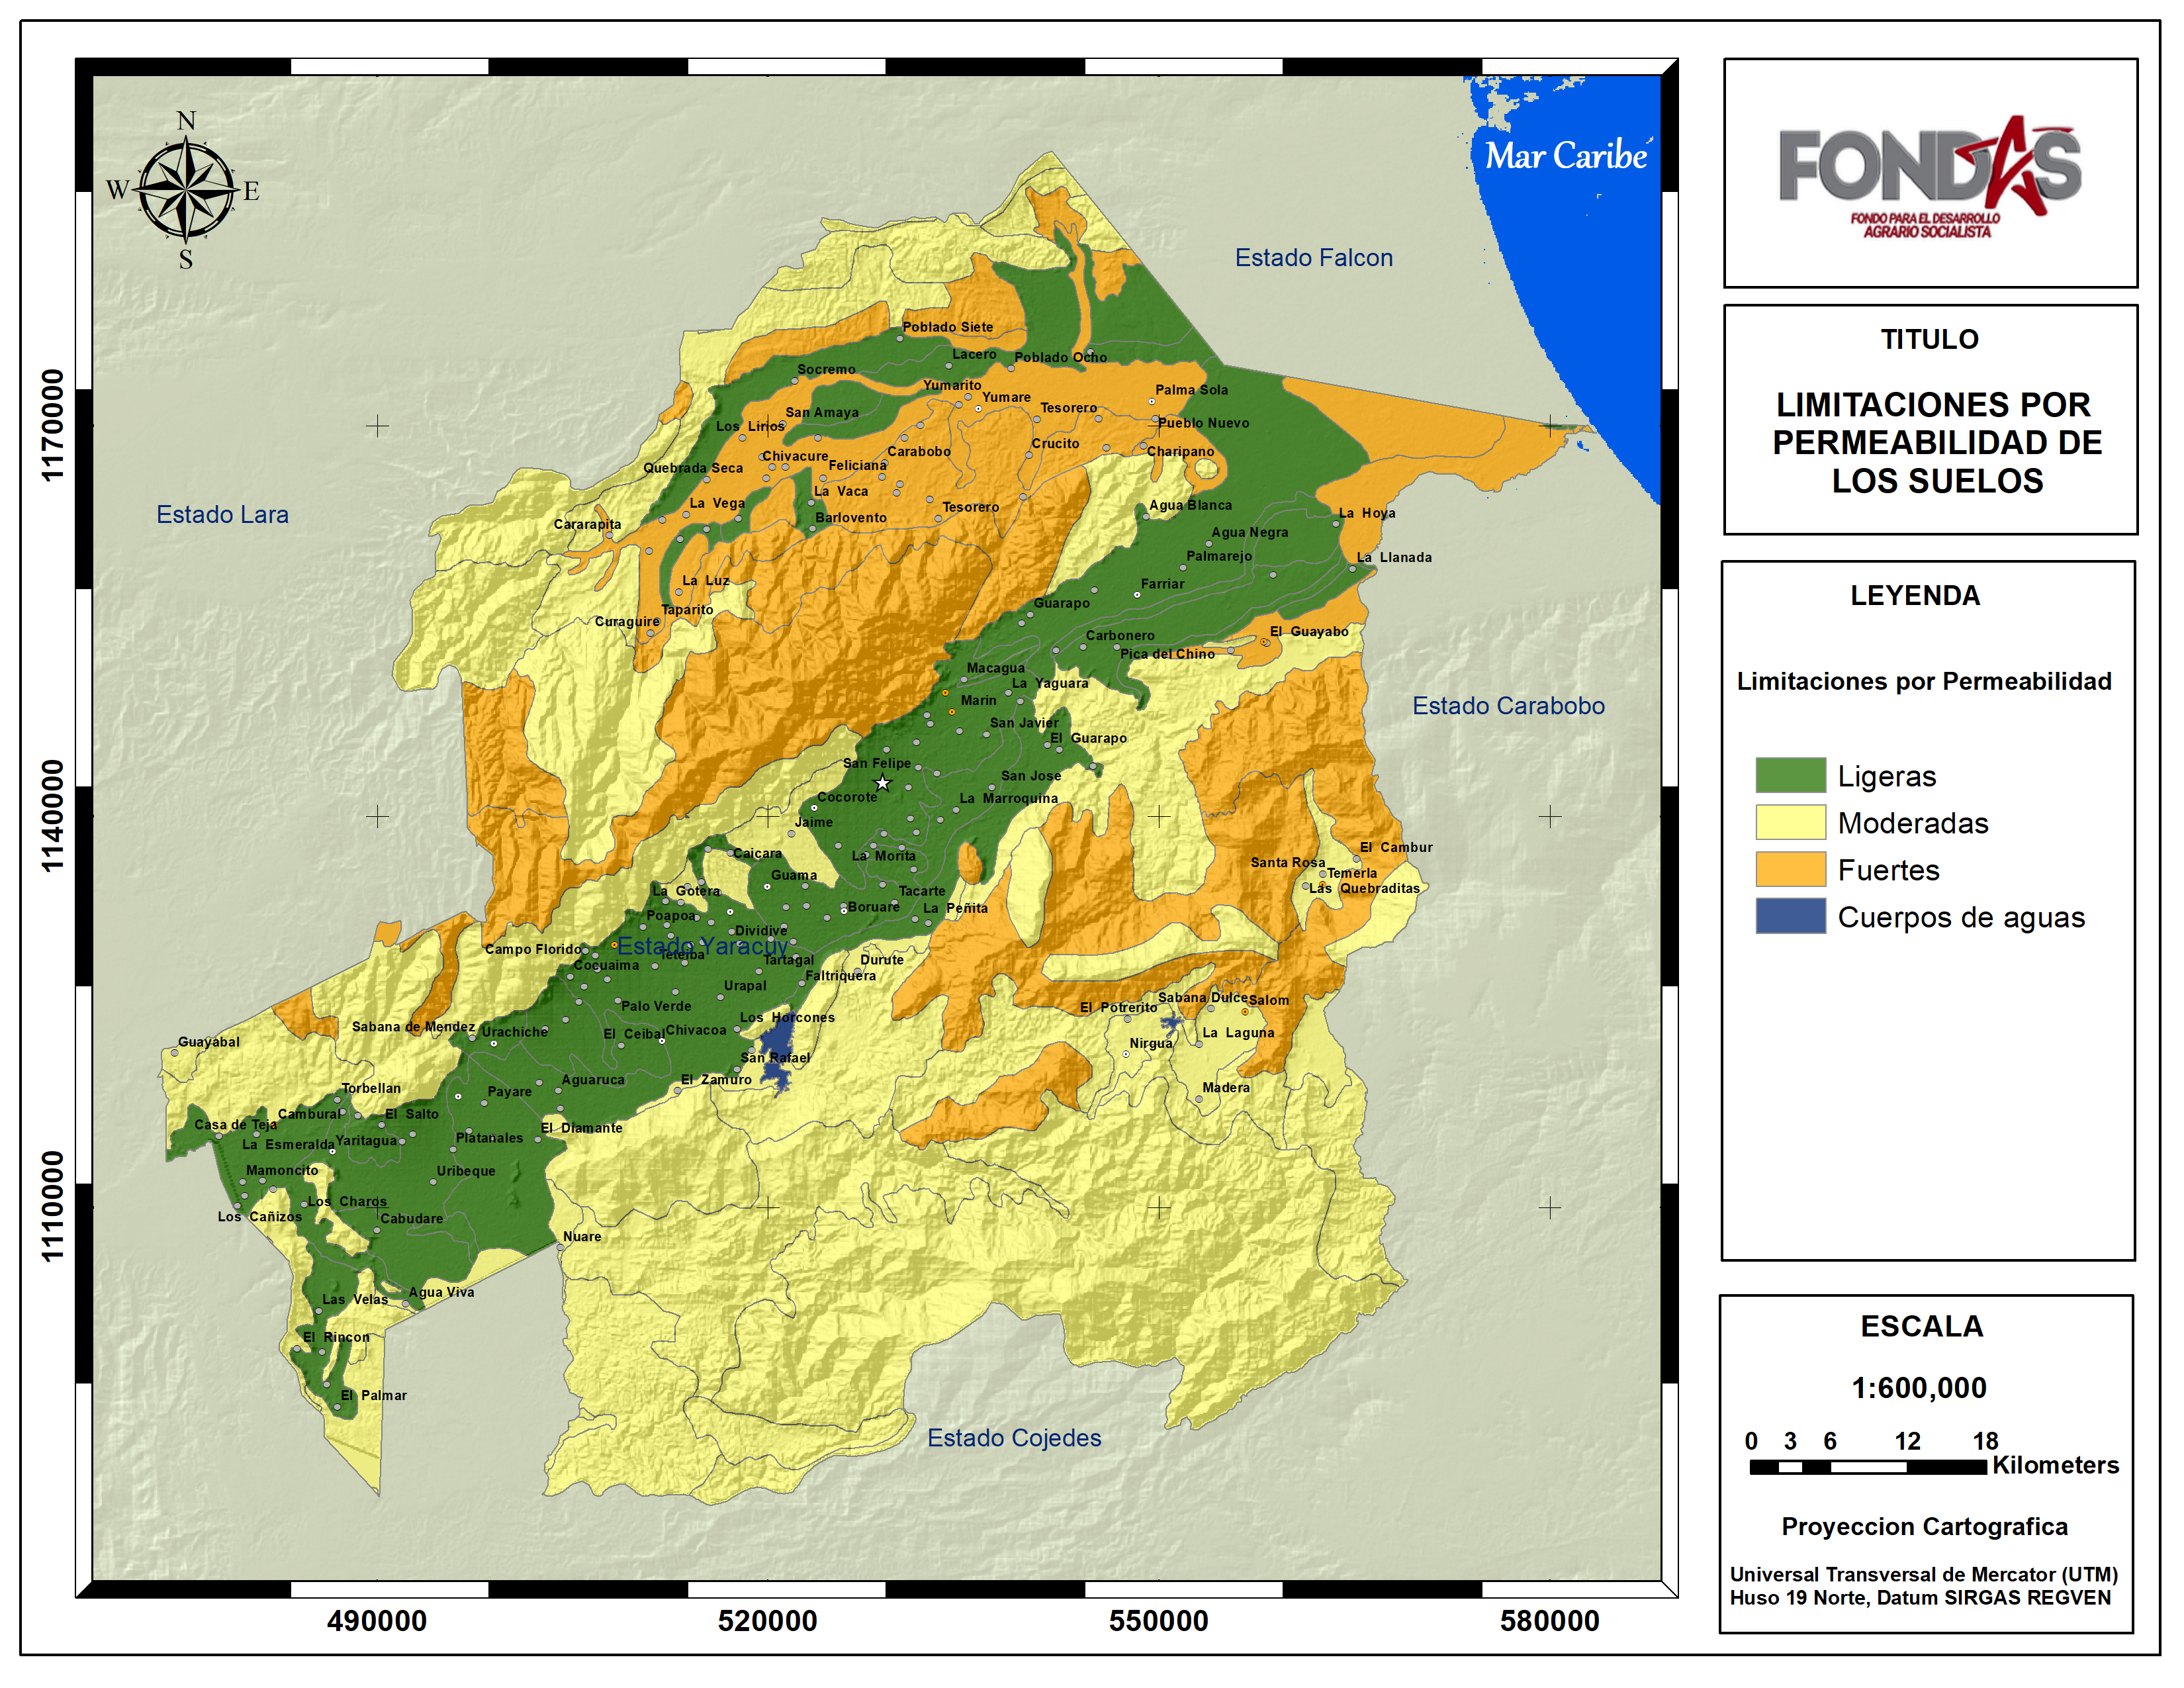 N
W
E
S
Mar Caribe
Estado Falcon
Estado Lara
Estado Carabobo
Estado Yaracuy
Estado Cojedes
Poblado Siete
Lacero
Poblado Ocho
Socremo
Yumarito
Yumare
Palma Sola
San Amaya
Tesorero
Los Lirios
Pueblo Nuevo
Crucito
Carabobo
Charipano
Chivacure
Feliciana
Quebrada Seca
La Vaca
La Vega
Tesorero
Agua Blanca
La Hoya
Barlovento
Cararapita
Agua Negra
Palmarejo
La Llanada
La Luz
Farriar
Taparito
Guarapo
Curaguire
Carbonero
El Guayabo
Pica del Chino
Macagua
La Yaguara
Marin
San Javier
El Guarapo
San Felipe
San Jose
Cocorote
La Marroquina
Jaime
Caicara
La Morita
El Cambur
Santa Rosa
Temerla
Guama
Las Quebraditas
La Gotera
Tacarte
Boruare
La Peñita
Poapoa
Dividive
Campo Florido
Teteiba
Tartagal
Durute
Cocuaima
Faltriquera
Urapal
Palo Verde
El Potrerito
Sabana Dulce
Salom
Los Horcones
Sabana de Mendez
Urachiche
El Ceibal
Chivacoa
La Laguna
Guayabal
Nirgua
San Rafael
El Zamuro
Aguaruca
Torbellan
Payare
Madera
Cambural
El Salto
Casa de Teja
El Diamante
La Esmeralda
Yaritagua
Platanales
Mamoncito
Uribeque
Los Charos
Los Cañizos
Cabudare
Nuare
Las Velas
Agua Viva
El Rincon
El Palmar
1170000
1140000
1110000
490000
520000
550000
580000
FONDAS
FONDO PARA EL DESARROLLO
AGRARIO SOCIALISTA
TITULO
LIMITACIONES POR
PERMEABILIDAD DE
LOS SUELOS
LEYENDA
Limitaciones por Permeabilidad
Ligeras
Moderadas
Fuertes
Cuerpos de aguas
ESCALA
1:600,000
0 3 6 12 18
Kilometers
Proyeccion Cartografica
Universal Transversal de Mercator (UTM)
Huso 19 Norte, Datum SIRGAS REGVEN